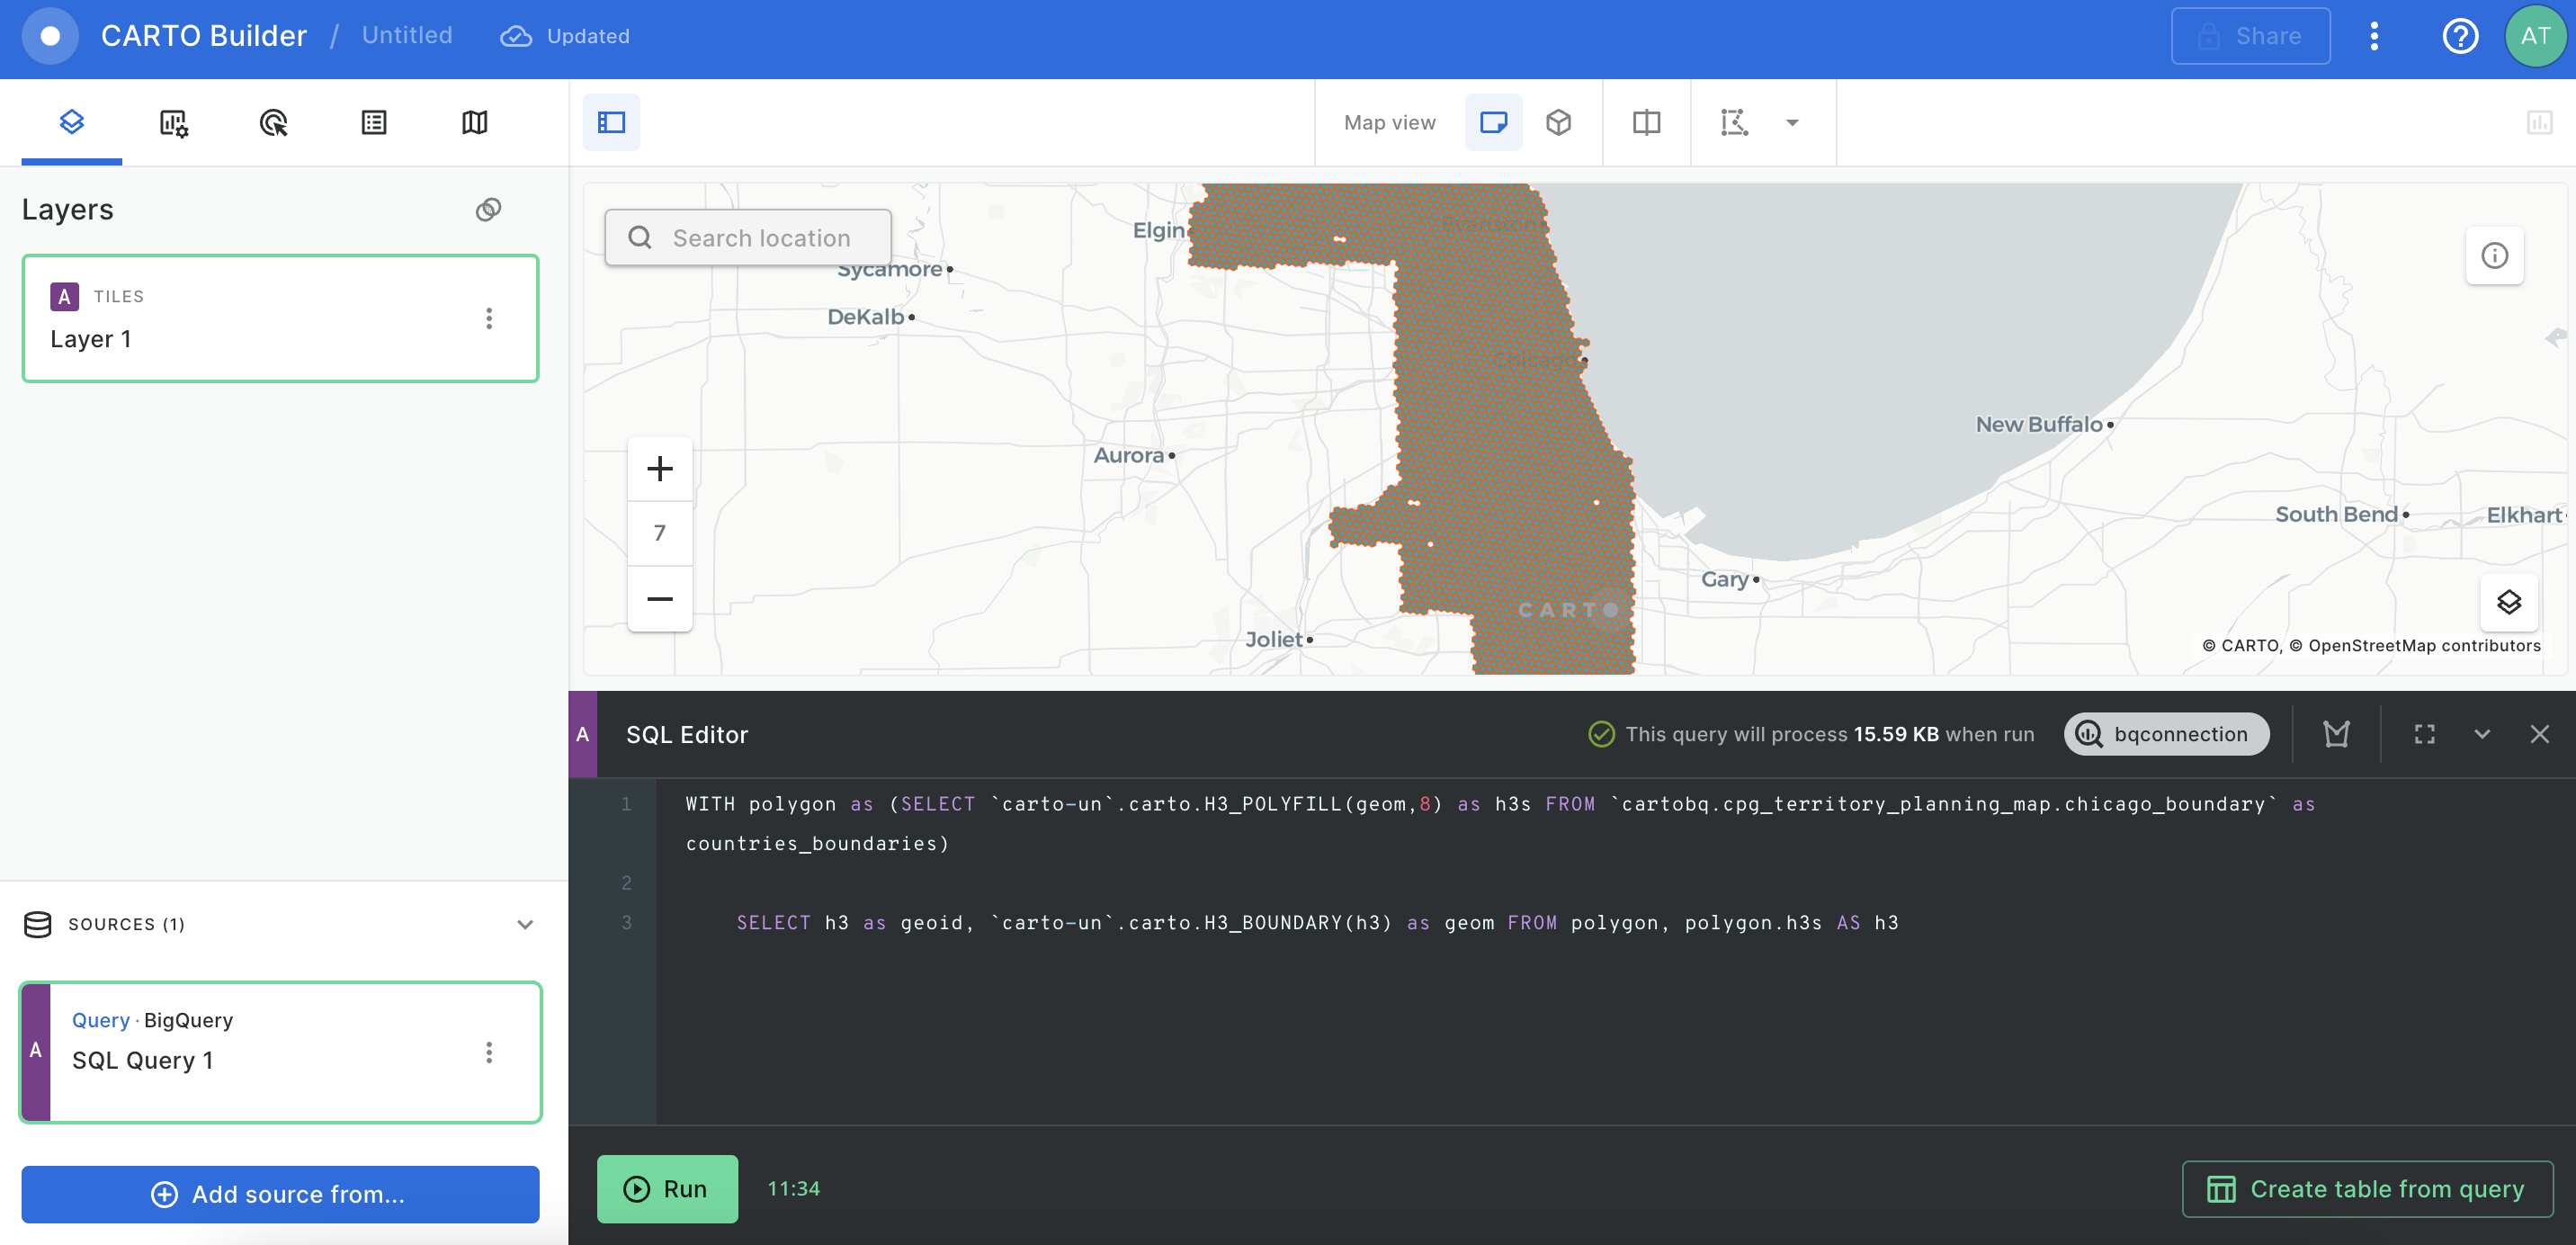 CARTO Builder / Untitled Updated
Share
AT
Map view
Layers
A TILES
Layer 1
Search location
Elgin
Sycamore
DeKalb
Aurora
Joliet
New Buffalo
South Bend
Elkhart
Gary
CARTO
+
7
−
© CARTO, © OpenStreetMap contributors
A
SQL Editor
This query will process 15.59 KB when run
bqconnection
1 WITH polygon as (SELECT `carto-un`.carto.H3_POLYFILL(geom,8) as h3s FROM `cartobq.cpg_territory_planning_map.chicago_boundary` as
countries_boundaries)
2
3 SELECT h3 as geoid, `carto-un`.carto.H3_BOUNDARY(h3) as geom FROM polygon, polygon.h3s AS h3
SOURCES (1)
A
Query · BigQuery
SQL Query 1
Add source from...
Run
11:34
Create table from query